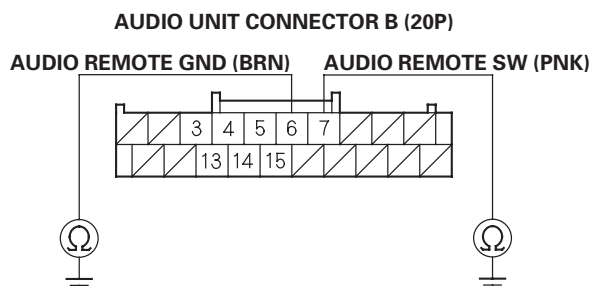 AUDIO UNIT CONNECTOR B (20P)
AUDIO REMOTE GND (BRN) AUDIO REMOTE SW (PNK)
3 4 5 6 7
13 14 15
Ω Ω